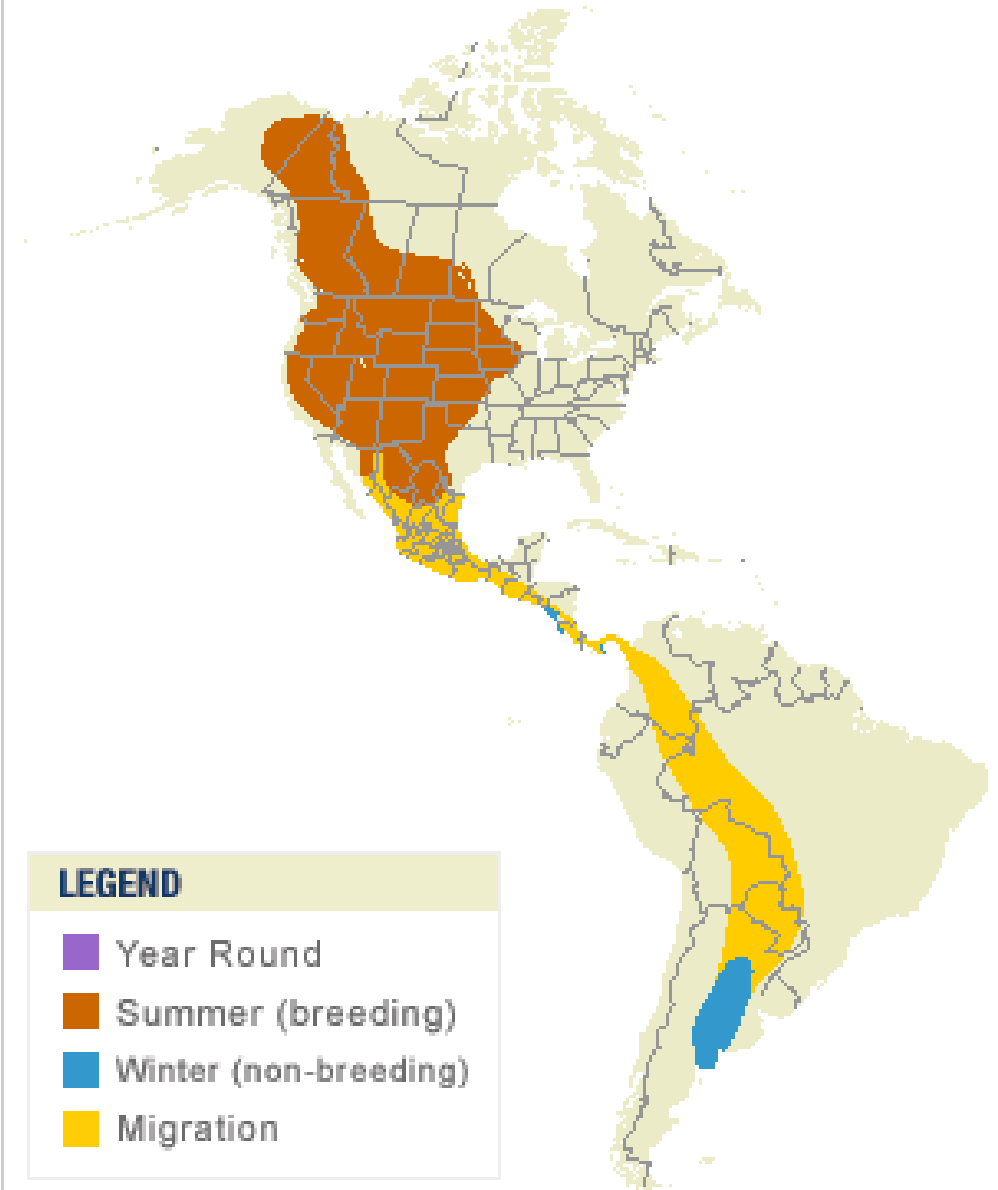 LEGEND
Year Round
Summer (breeding)
Winter (non-breeding)
Migration